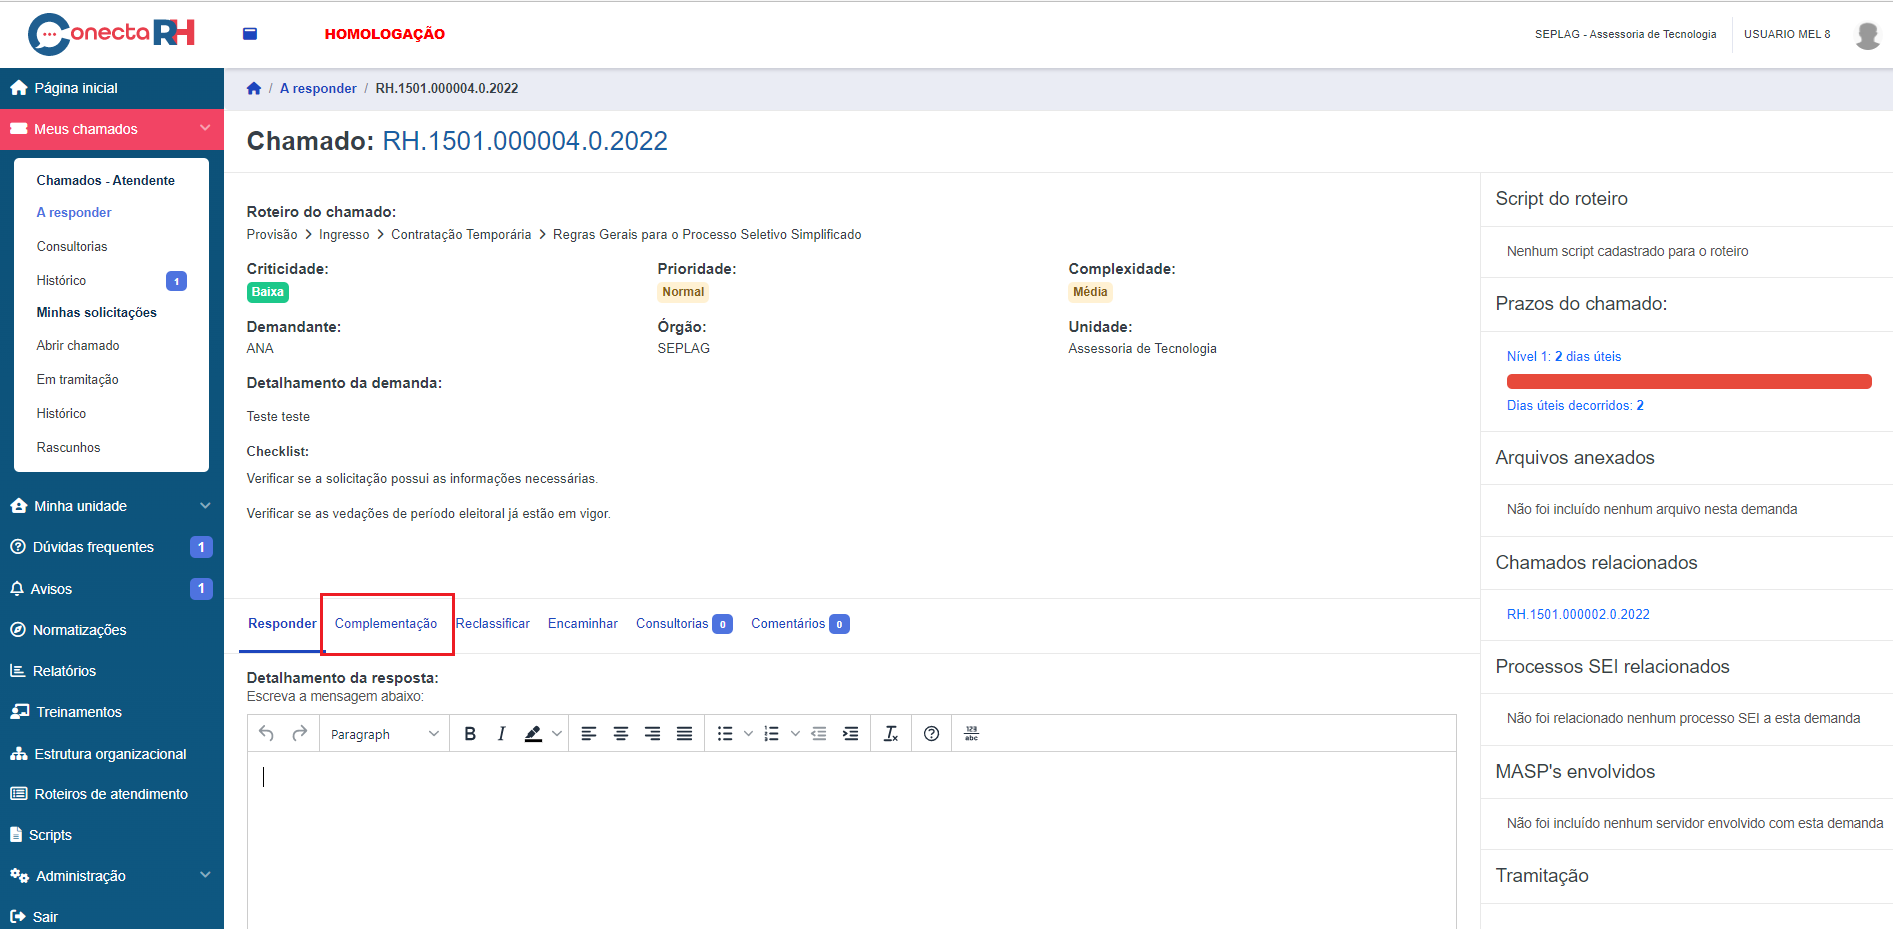 Conecta RH
HOMOLOGAÇÃO
SEPLAG - Assessoria de Tecnologia
USUARIO MEL 8
Página inicial
Meus chamados
Chamados - Atendente
A responder
Consultorias
Histórico 1
Minhas solicitações
Abrir chamado
Em tramitação
Histórico
Rascunhos
Minha unidade
Dúvidas frequentes 1
Avisos 1
Normatizações
Relatórios
Treinamentos
Estrutura organizacional
Roteiros de atendimento
Scripts
Administração
Sair
/ A responder / RH.1501.000004.0.2022
Chamado: RH.1501.000004.0.2022
Roteiro do chamado:
Provisão > Ingresso > Contratação Temporária > Regras Gerais para o Processo Seletivo Simplificado
Criticidade: Prioridade: Complexidade:
Baixa Normal Média
Demandante: Órgão: Unidade:
ANA SEPLAG Assessoria de Tecnologia
Detalhamento da demanda:
Teste teste
Checklist:
Verificar se a solicitação possui as informações necessárias.
Verificar se as vedações de período eleitoral já estão em vigor.
Responder Complementação Reclassificar Encaminhar Consultorias 0 Comentários 0
Detalhamento da resposta:
Escreva a mensagem abaixo:
Paragraph B I 123 abc
Script do roteiro
Nenhum script cadastrado para o roteiro
Prazos do chamado:
Nível 1: 2 dias úteis
Dias úteis decorridos: 2
Arquivos anexados
Não foi incluído nenhum arquivo nesta demanda
Chamados relacionados
RH.1501.000002.0.2022
Processos SEI relacionados
Não foi relacionado nenhum processo SEI a esta demanda
MASP's envolvidos
Não foi incluído nenhum servidor envolvido com esta demanda
Tramitação